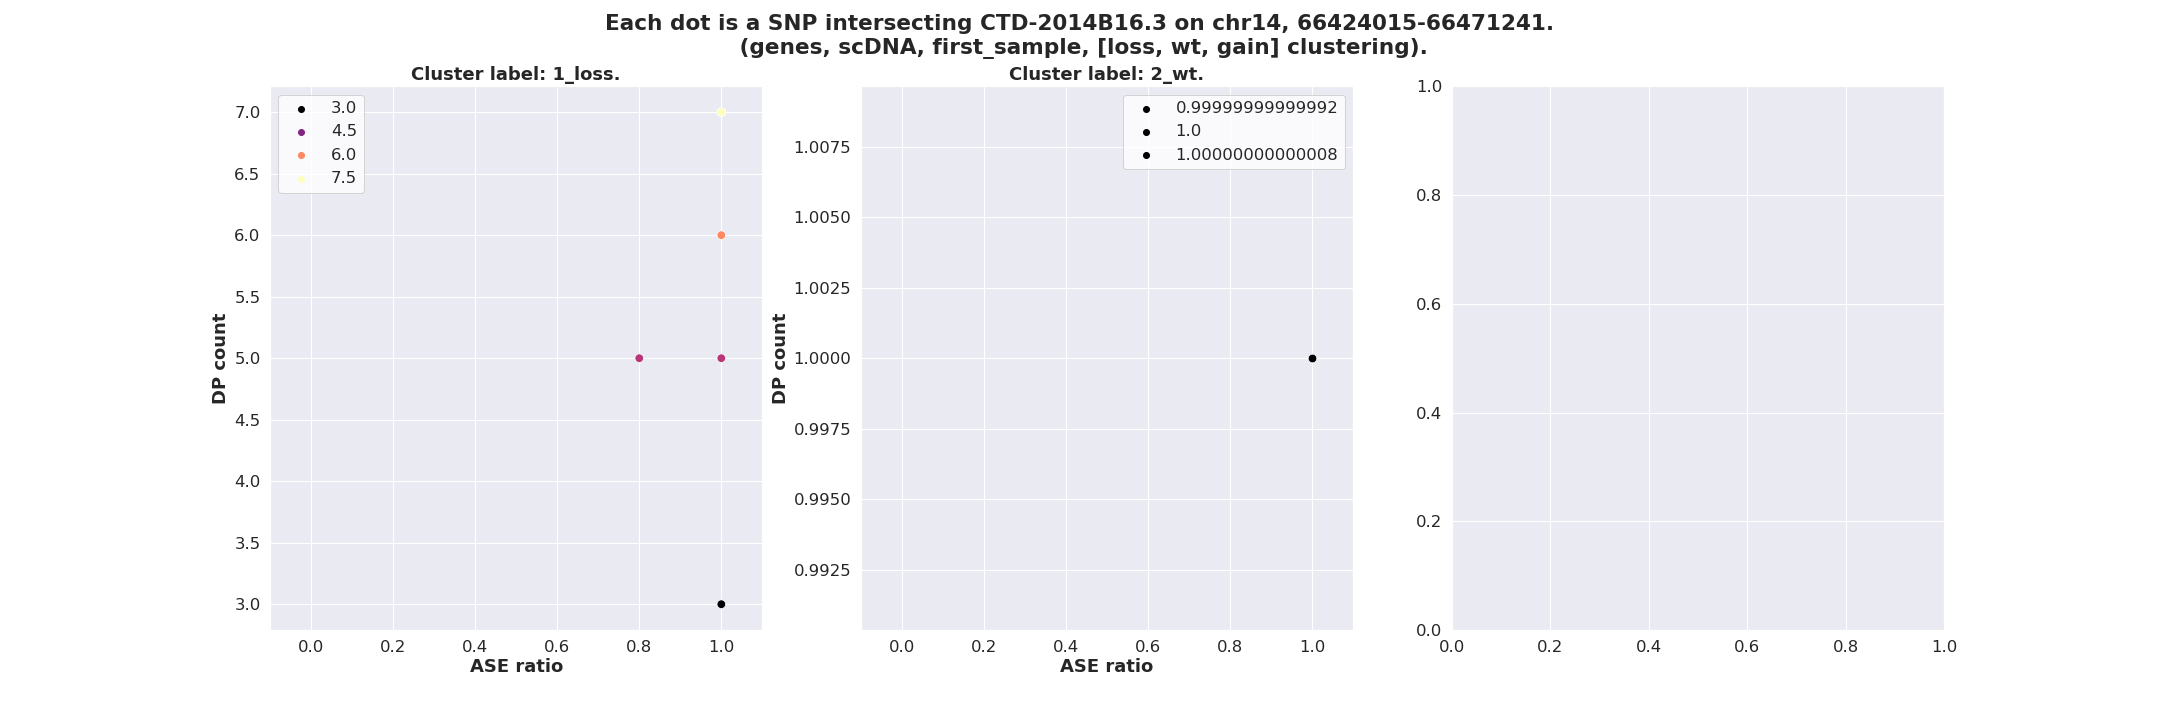 Each dot is a SNP intersecting CTD-2014B16.3 on chr14, 66424015-66471241.
(genes, scDNA, first_sample, [loss, wt, gain] clustering).
Cluster label: 1_loss.
3.0
4.5
6.0
7.5
7.0
6.5
6.0
5.5
5.0
4.5
4.0
3.5
3.0
DP count
0.0 0.2 0.4 0.6 0.8 1.0
ASE ratio
Cluster label: 2_wt.
0.99999999999992
1.0
1.00000000000008
1.0075
1.0050
1.0025
1.0000
0.9975
0.9950
0.9925
DP count
0.0 0.2 0.4 0.6 0.8 1.0
ASE ratio
1.0
0.8
0.6
0.4
0.2
0.0
0.0 0.2 0.4 0.6 0.8 1.0